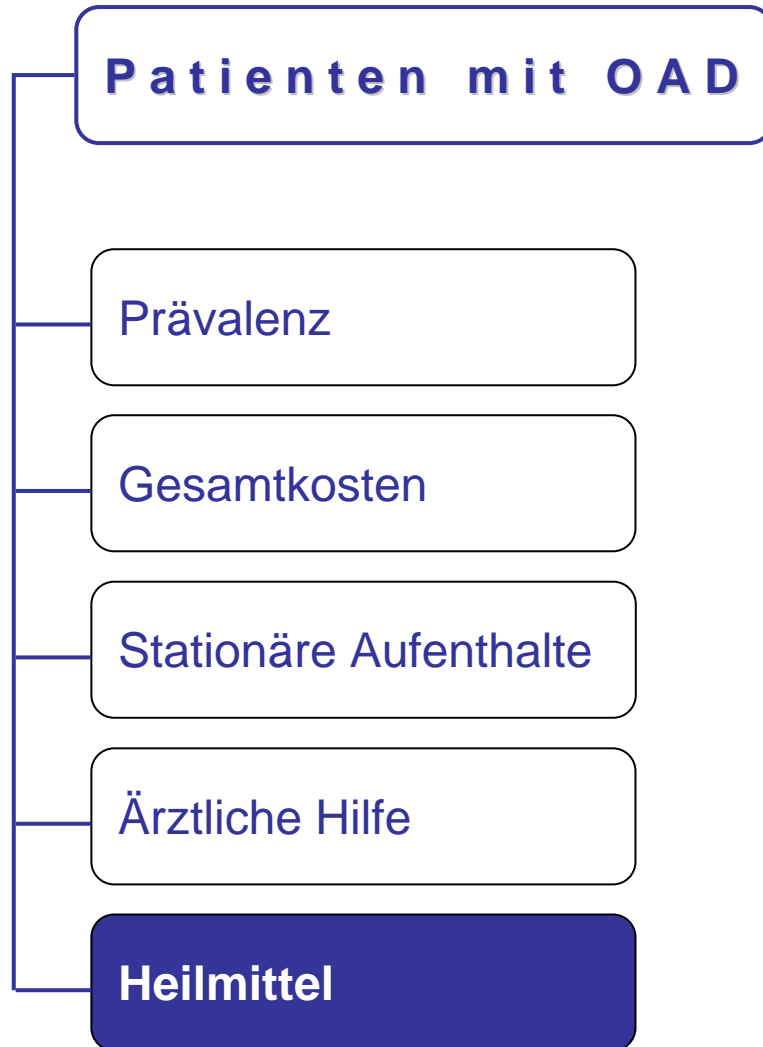 Patienten mit OAD
Prävalenz
Gesamtkosten
Stationäre Aufenthalte
Ärztliche Hilfe
Heilmittel